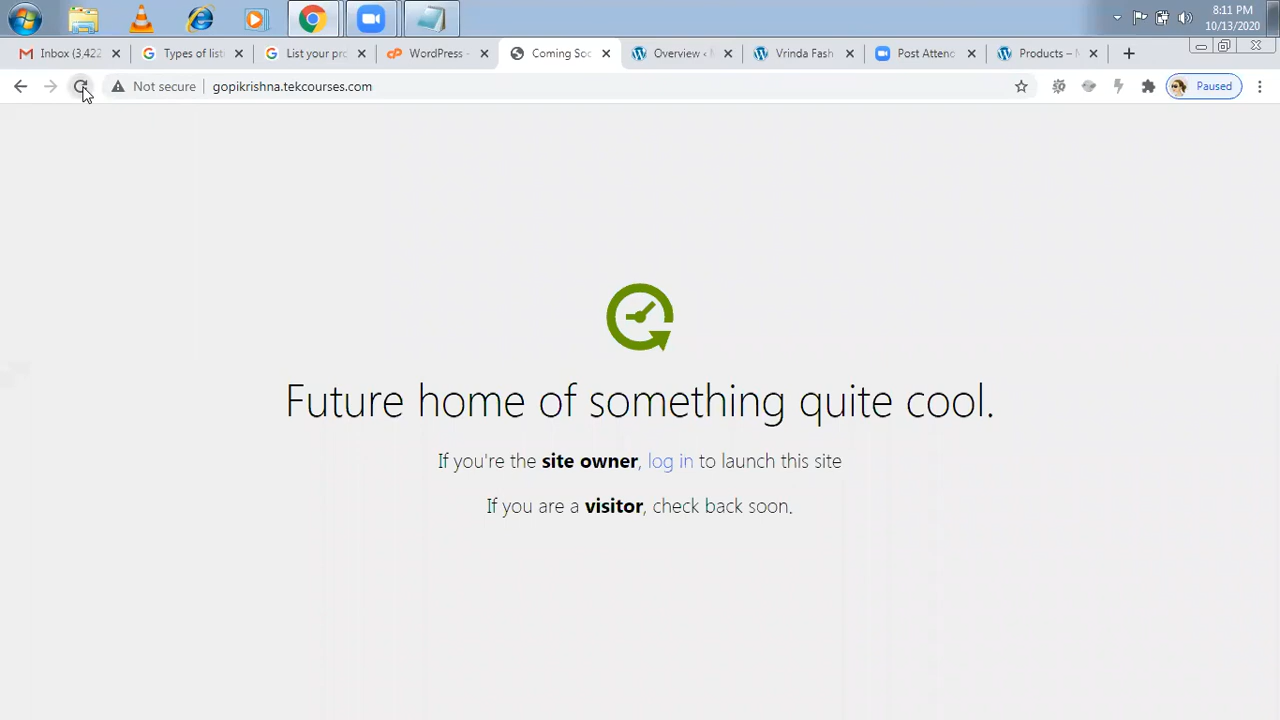 8:11 PM
10/13/2020
Inbox (3,422
Types of list
List your pro
WordPress -
Coming Soo
Overview ‹
Vrinda Fash
Post Attend
Products –
Not secure
gopikrishna.tekcourses.com
Paused
Future home of something quite cool.
If you're the site owner, log in to launch this site
If you are a visitor, check back soon.